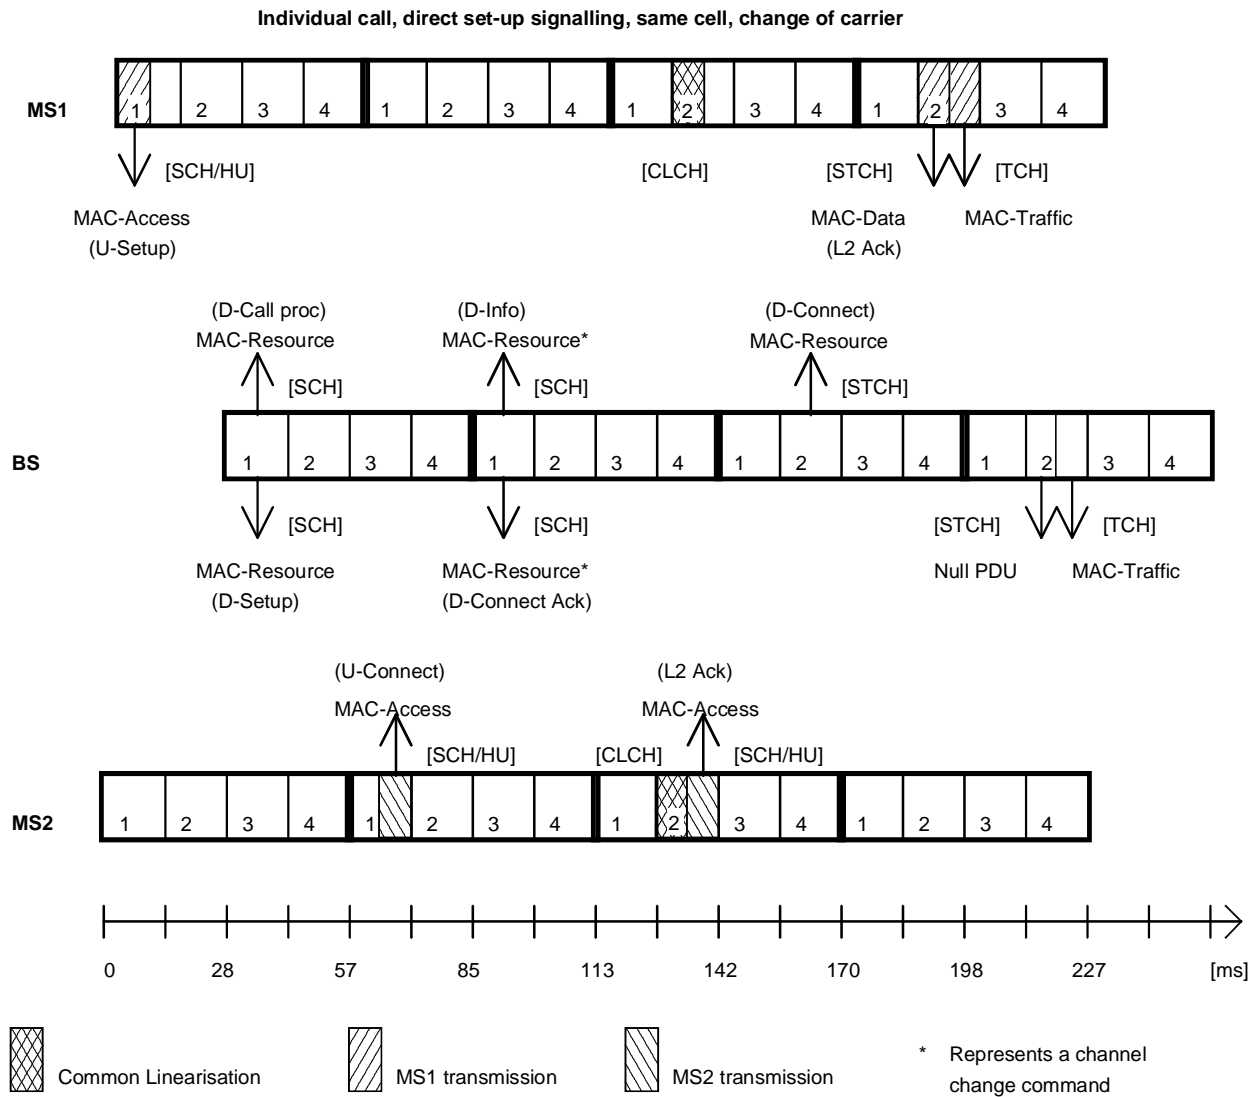 Individual call, direct set-up signalling, same cell, change of carrier
MS1
1 2 3 4 1 2 3 4 1 2 3 4 1 2 3 4
[SCH/HU] [CLCH] [STCH] [TCH]
MAC-Access MAC-Data MAC-Traffic
(U-Setup) (L2 Ack)
(D-Call proc) (D-Info) (D-Connect)
MAC-Resource MAC-Resource* MAC-Resource
[SCH] [SCH] [STCH]
BS
1 2 3 4 1 2 3 4 1 2 3 4 1 2 3 4
[SCH] [SCH] [STCH] [TCH]
MAC-Resource MAC-Resource* Null PDU MAC-Traffic
(D-Setup) (D-Connect Ack)
(U-Connect) (L2 Ack)
MAC-Access MAC-Access
[SCH/HU] [CLCH] [SCH/HU]
MS2
1 2 3 4 1 2 3 4 1 2 3 4 1 2 3 4
0 28 57 85 113 142 170 198 227 [ms]
Common Linearisation MS1 transmission MS2 transmission
* Represents a channel
change command